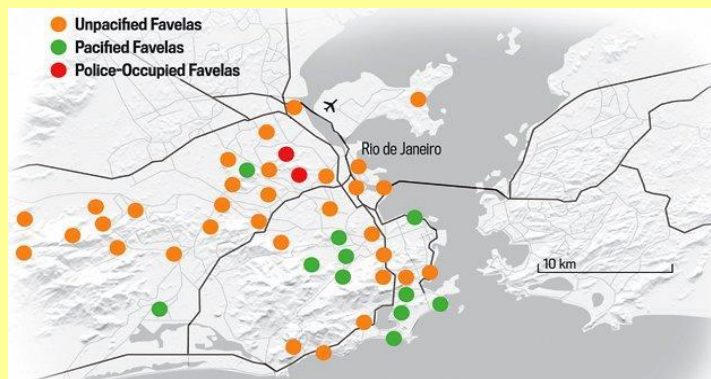 Unpacified Favelas
Pacified Favelas
Police-Occupied Favelas
Rio de Janeiro
10 km